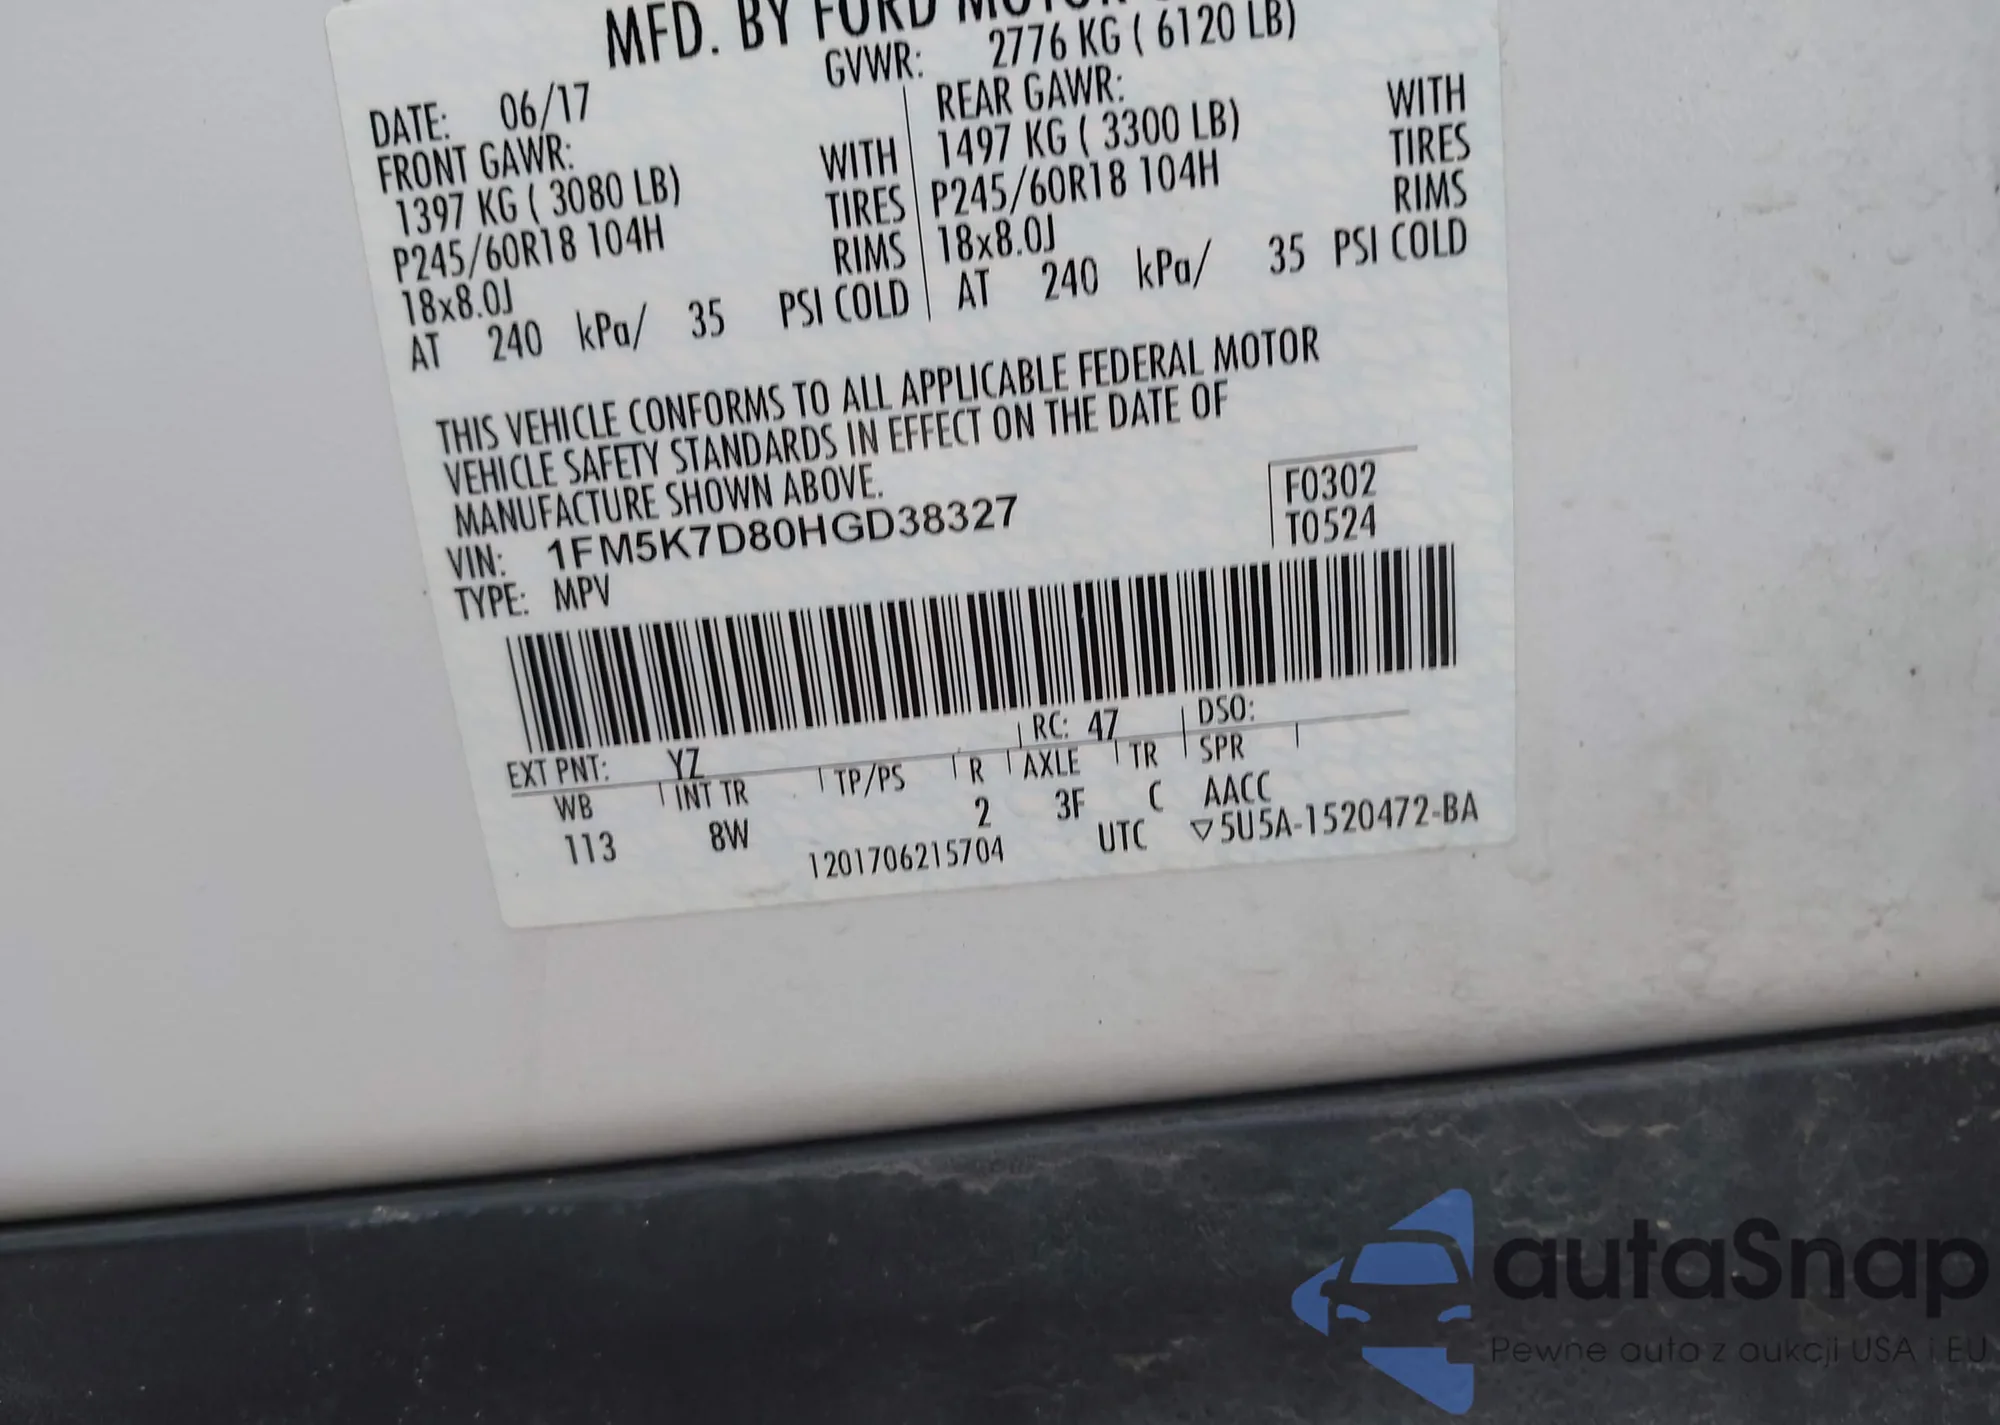 MFD. BY FORD MOTOR
GVWR: 2776 KG ( 6120 LB)
DATE: 06/17
FRONT GAWR:
1397 KG ( 3080 LB) WITH
P245/60R18 104H TIRES
18x8.0J RIMS
AT 240 kPa/ 35 PSI COLD
REAR GAWR:
1497 KG ( 3300 LB) WITH
P245/60R18 104H TIRES
18x8.0J RIMS
AT 240 kPa/ 35 PSI COLD
THIS VEHICLE CONFORMS TO ALL APPLICABLE FEDERAL MOTOR
VEHICLE SAFETY STANDARDS IN EFFECT ON THE DATE OF
MANUFACTURE SHOWN ABOVE.
VIN: 1FM5K7D80HGD38327
TYPE: MPV
F0302
T0524
EXT PNT: YZ RC: 47 DSO:
WB INT TR TP/PS R AXLE TR SPR
113 8W 2 3F C AACC
1201706215704 UTC ▽5U5A-1520472-BA
autaSnap
Pewne auta z aukcji USA i EU